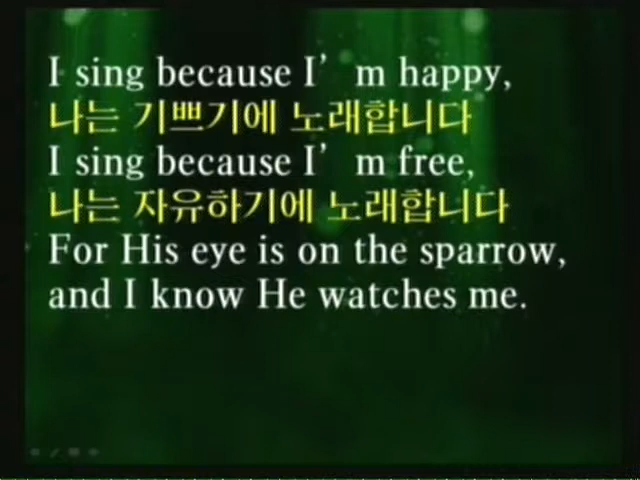 I sing because I’m happy,
나는 기쁘기에 노래합니다
I sing because I’m free,
나는 자유하기에 노래합니다
For His eye is on the sparrow,
and I know He watches me.